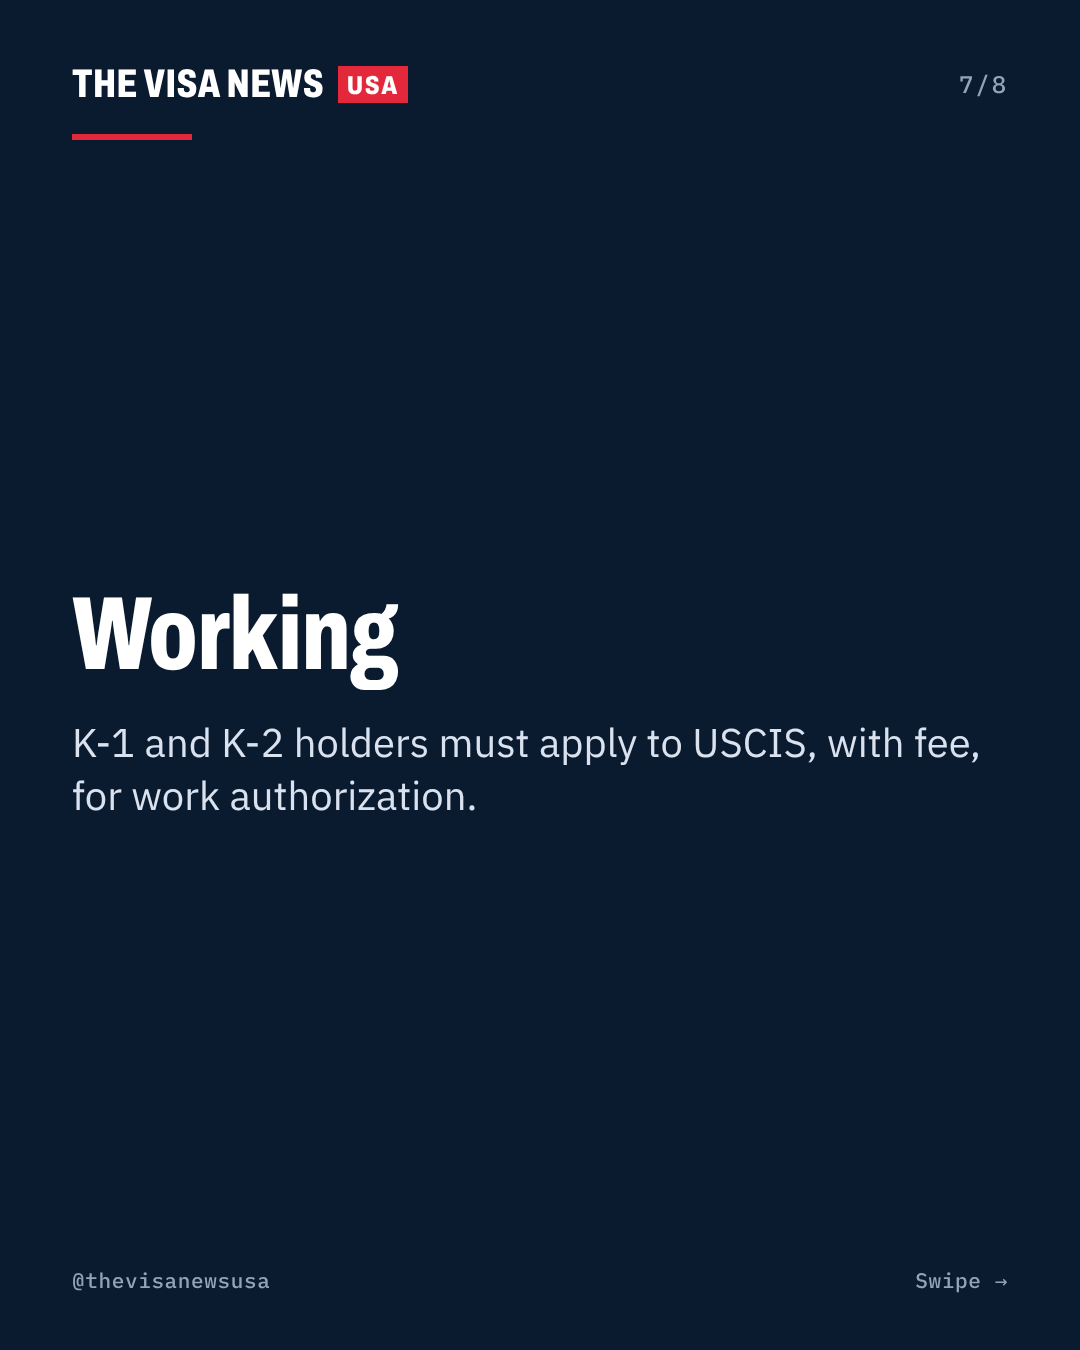 THE VISA NEWS USA
7/8
Working
K-1 and K-2 holders must apply to USCIS, with fee,
for work authorization.
@thevisanewsusa
Swipe →